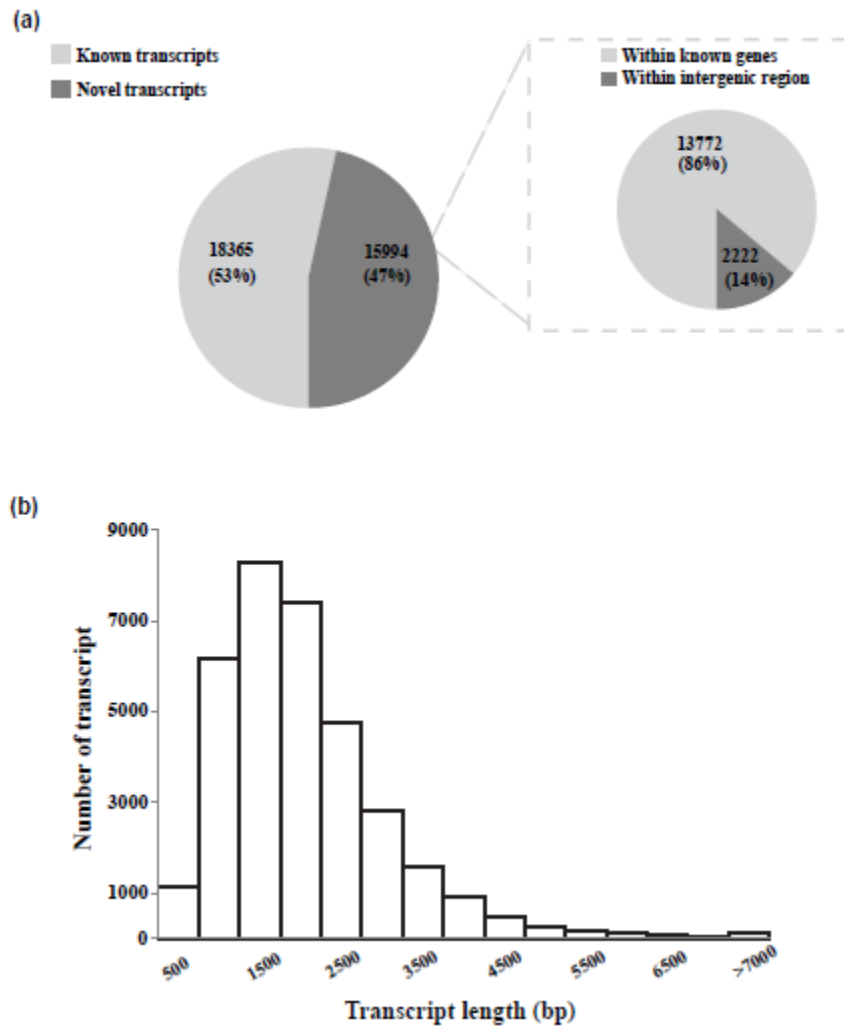 (a)
Known transcripts
Novel transcripts
Within known genes
Within intergenic region
13772
(86%)
2222
(14%)
18365
(53%)
15994
(47%)
(b)
9000
7000
5000
3000
1000
0
Number of transcript
500
1500
2500
3500
4500
5500
6500
>7000
Transcript length (bp)